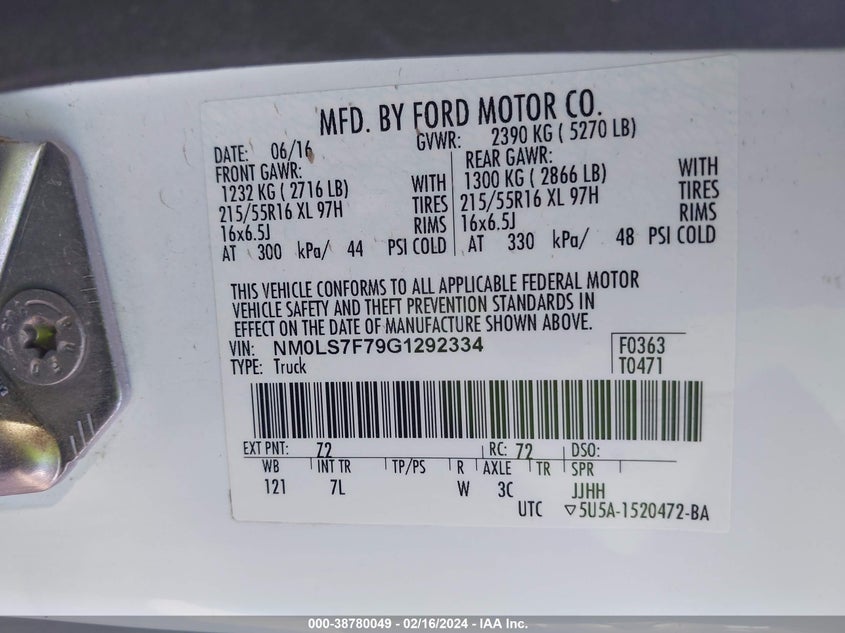 MFD. BY FORD MOTOR CO.
DATE: 06/16 GVWR: 2390 KG ( 5270 LB)
FRONT GAWR: REAR GAWR:
1232 KG ( 2716 LB) WITH 1300 KG ( 2866 LB) WITH
215/55R16 XL 97H TIRES 215/55R16 XL 97H TIRES
16x6.5J RIMS 16x6.5J RIMS
AT 300 kPa/ 44 PSI COLD AT 330 kPa/ 48 PSI COLD
THIS VEHICLE CONFORMS TO ALL APPLICABLE FEDERAL MOTOR
VEHICLE SAFETY AND THEFT PREVENTION STANDARDS IN
EFFECT ON THE DATE OF MANUFACTURE SHOWN ABOVE.
VIN: NM0LS7F79G1292334 F0363
TYPE: Truck T0471
EXT PNT: Z2 RC: 72 DSO:
WB INT TR TP/PS R AXLE TR SPR
121 7L W 3C JJHH
UTC ▽5U5A-1520472-BA
000-38780049 - 02/16/2024 - IAA Inc.